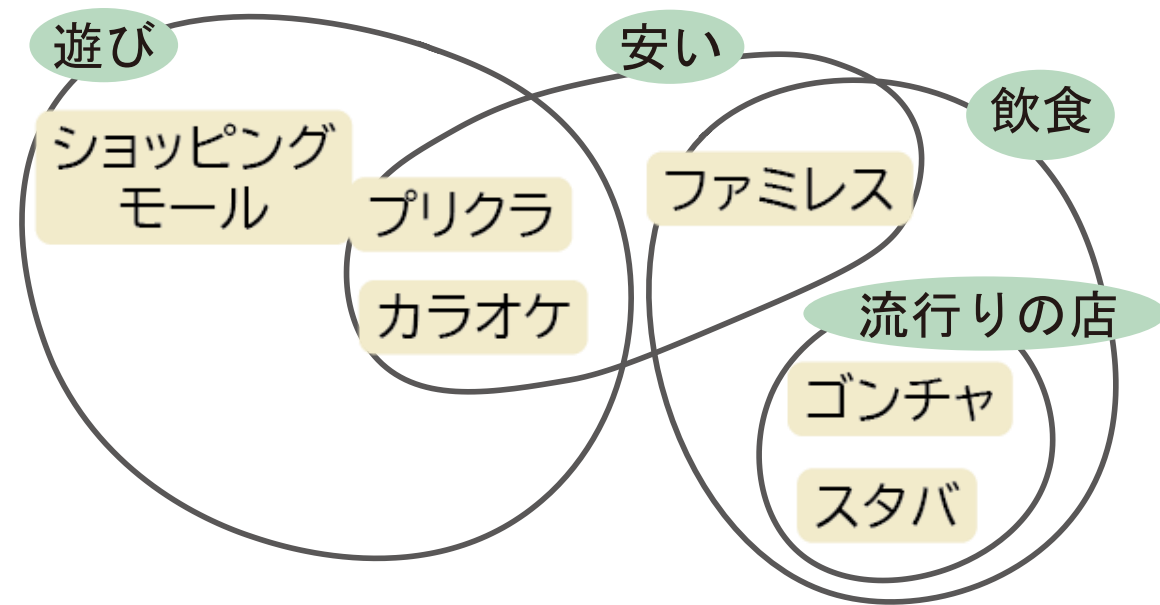 遊び
安い
飲食
ショッピング
モール
プリクラ
ファミレス
カラオケ
流行りの店
ゴンチャ
スタバ